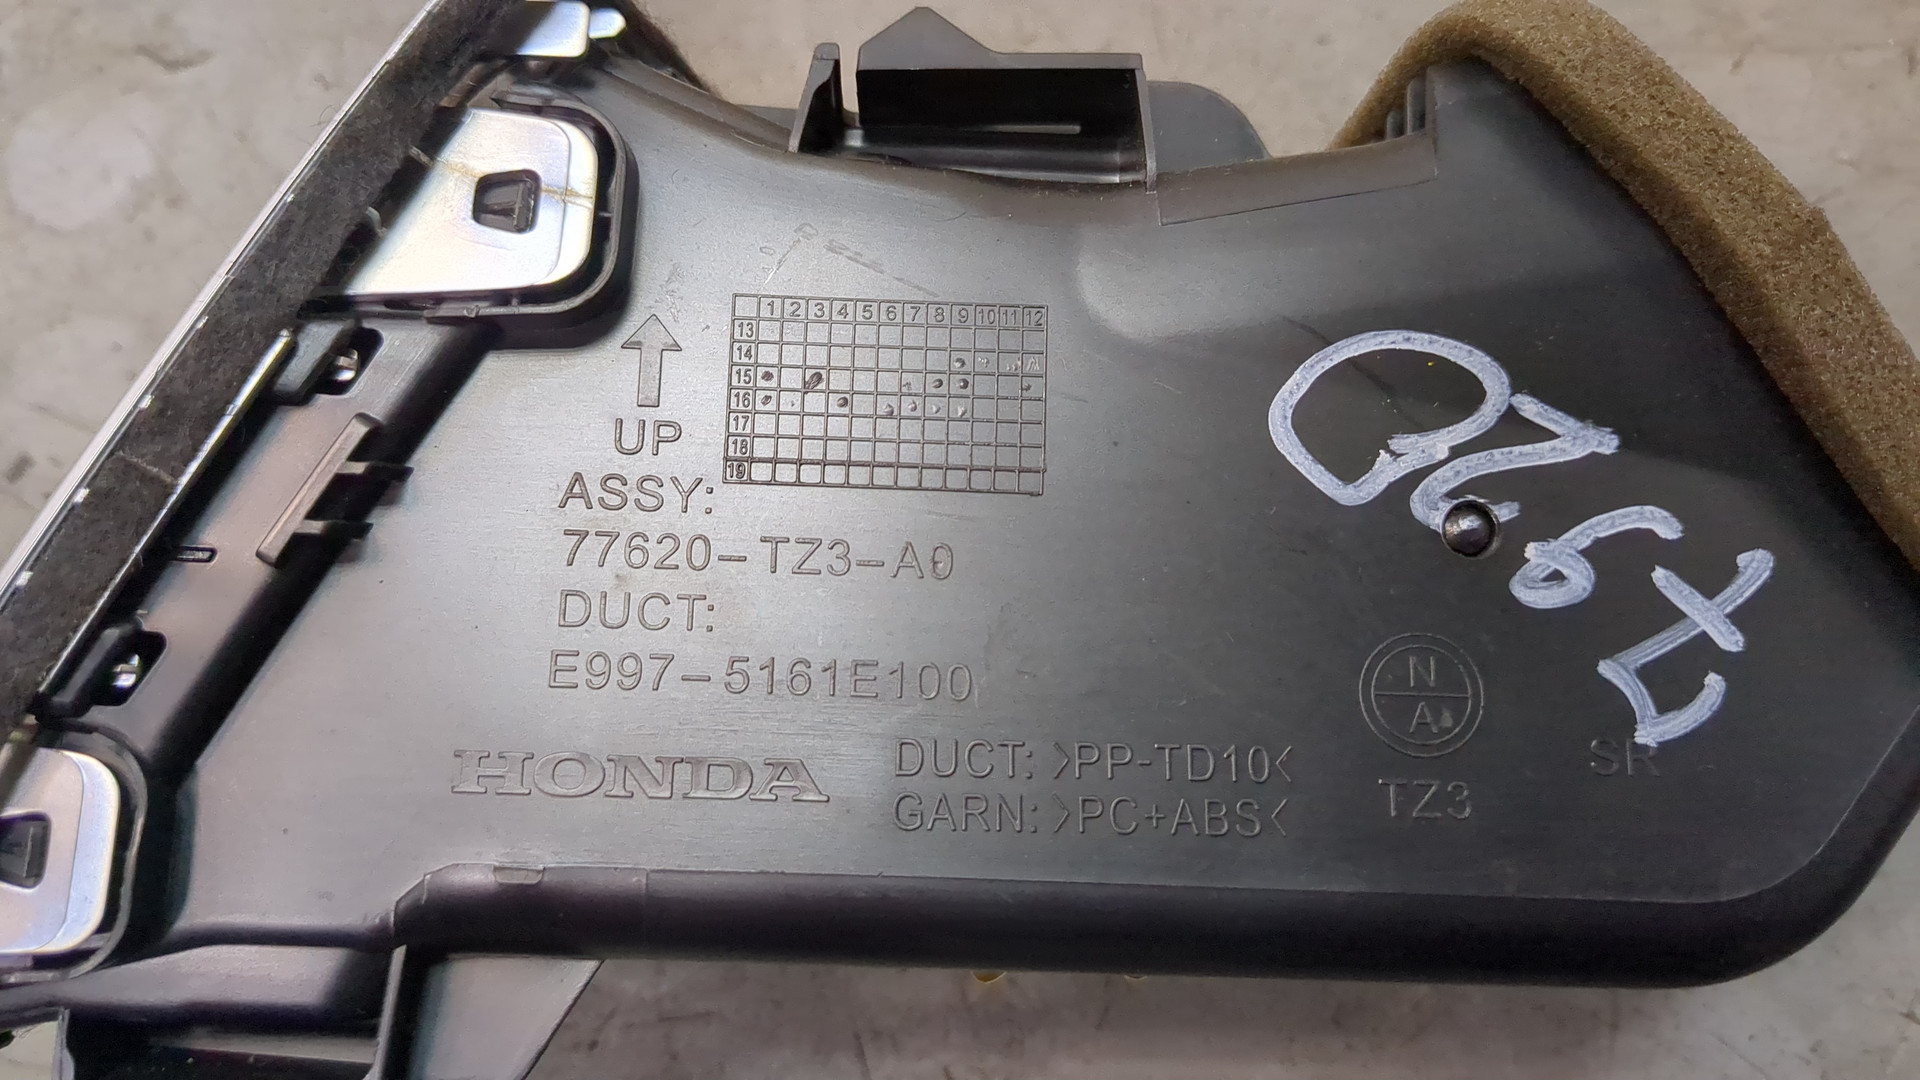 1 2 3 4 5 6 7 8 9 10 11 12
13
14
15
16
17
18
19
UP
ASSY:
77620-TZ3-A0
DUCT:
E997-5161E100
HONDA
DUCT: >PP-TD10<
GARN: >PC+ABS<
N
A
TZ3
SR